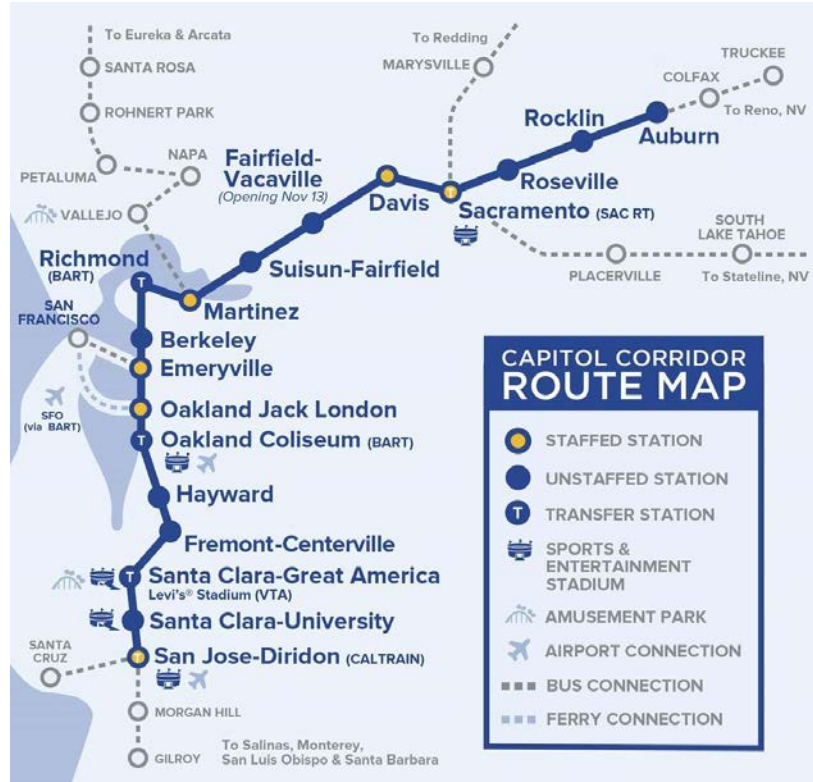 To Eureka & Arcata
SANTA ROSA
ROHNERT PARK
PETALUMA
NAPA
VALLEJO
To Redding
MARYSVILLE
TRUCKEE
COLFAX
To Reno, NV
Rocklin
Auburn
Roseville
Fairfield-
Vacaville
(Opening Nov 13)
Davis
T
Sacramento (SAC RT)
SOUTH
LAKE TAHOE
PLACERVILLE
To Stateline, NV
Suisun-Fairfield
Richmond
(BART)
T
Martinez
SAN
FRANCISCO
Berkeley
Emeryville
SFO
(via BART)
Oakland Jack London
T
Oakland Coliseum (BART)
Hayward
Fremont-Centerville
T
Santa Clara-Great America
Levi's® Stadium (VTA)
Santa Clara-University
SANTA
CRUZ
T
San Jose-Diridon (CALTRAIN)
MORGAN HILL
GILROY
To Salinas, Monterey,
San Luis Obispo & Santa Barbara
CAPITOL CORRIDOR
ROUTE MAP
STAFFED STATION
UNSTAFFED STATION
T TRANSFER STATION
SPORTS &
ENTERTAINMENT
STADIUM
AMUSEMENT PARK
AIRPORT CONNECTION
BUS CONNECTION
FERRY CONNECTION